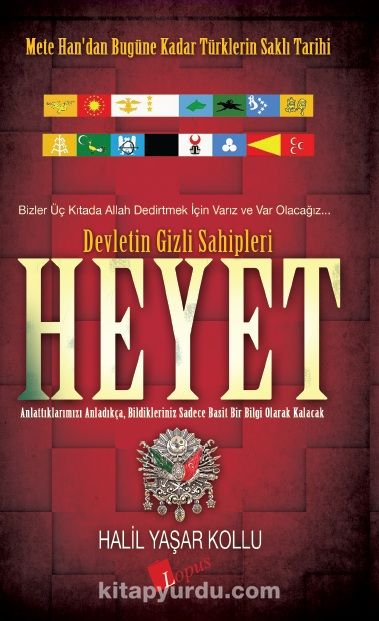 Mete Han'dan Bugüne Kadar Türklerin Saklı Tarihi
Bizler Üç Kıtada Allah Dedirtmek İçin Varız ve Var Olacağız...
Devletin Gizli Sahipleri
HEYET
Anlattıklarımızı Anladıkça, Bildikleriniz Sadece Basit Bir Bilgi Olarak Kalacak
HALİL YAŞAR KOLLU
Lopus
kitapyurdu.com